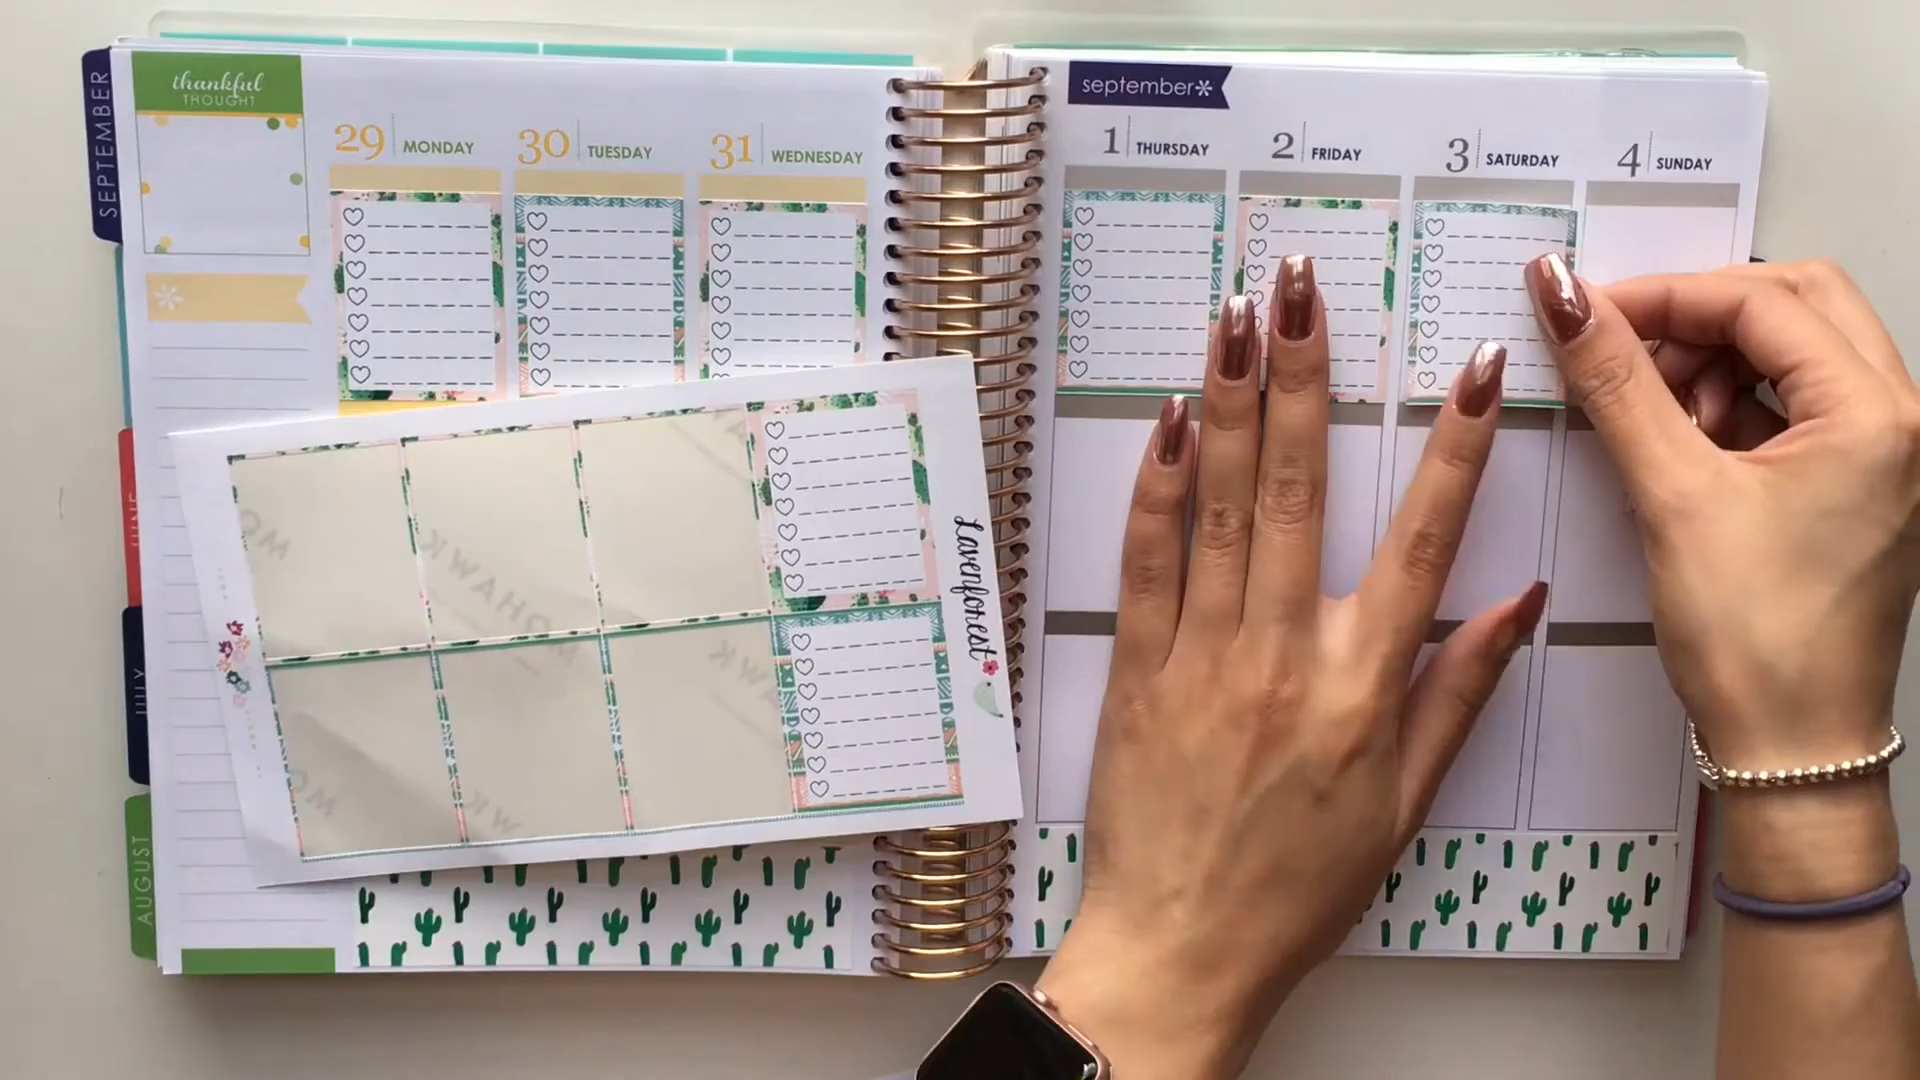 thankful
THOUGHT
SEPTEMBER
29 MONDAY
30 TUESDAY
31 WEDNESDAY
september*
1 THURSDAY
2 FRIDAY
3 SATURDAY
4 SUNDAY
MOHAWK
Lavenforest
JULY
AUGUST